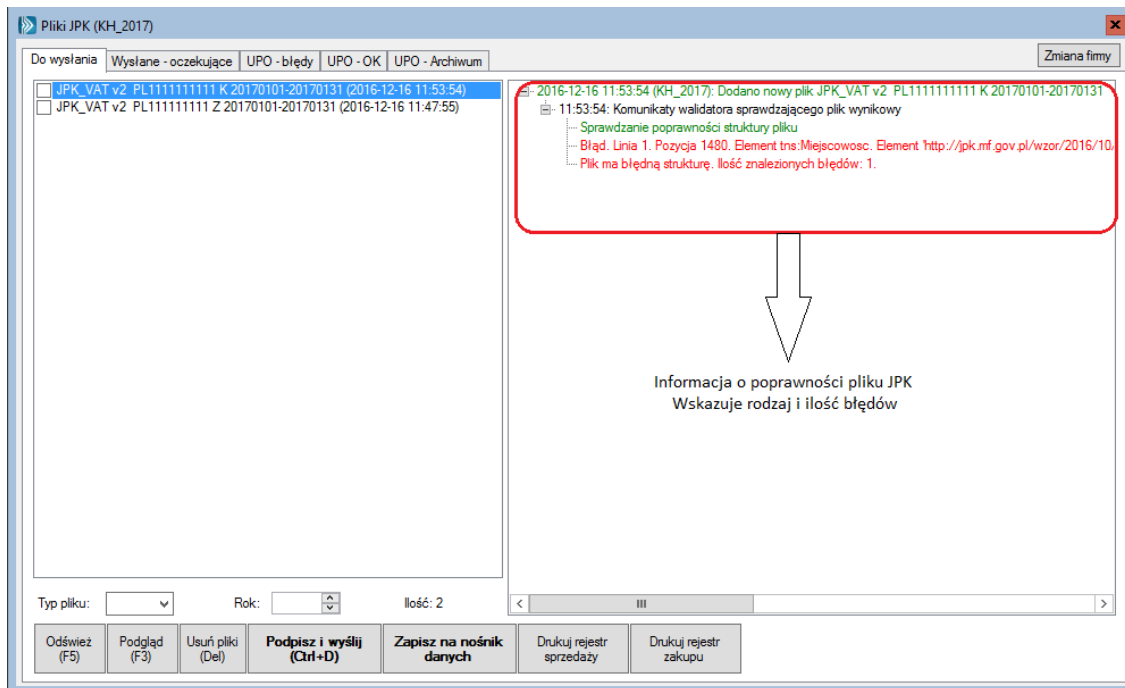 Pliki JPK (KH_2017)
Do wysłania
Wysłane - oczekujące
UPO - błędy
UPO - OK
UPO - Archiwum
Zmiana firmy
JPK_VAT v2 PL1111111111 K 20170101-20170131 (2016-12-16 11:53:54)
JPK_VAT v2 PL111111111 Z 20170101-20170131 (2016-12-16 11:47:55)
2016-12-16 11:53:54 (KH_2017): Dodano nowy plik JPK_VAT v2 PL1111111111 K 20170101-20170131
11:53:54: Komunikaty walidatora sprawdzającego plik wynikowy
Sprawdzanie poprawności struktury pliku
Błąd. Linia 1. Pozycja 1480. Element tns:Miejscowosc. Element 'http://jpk.mf.gov.pl/wzor/2016/10/
Plik ma błędną strukturę. Ilość znalezionych błędów: 1.
Informacja o poprawności pliku JPK
Wskazuje rodzaj i ilość błędów
Typ pliku:
Rok:
Ilość: 2
Odśwież
(F5)
Podgląd
(F3)
Usuń pliki
(Del)
Podpisz i wyślij
(Ctrl+D)
Zapisz na nośnik
danych
Drukuj rejestr
sprzedaży
Drukuj rejestr
zakupu